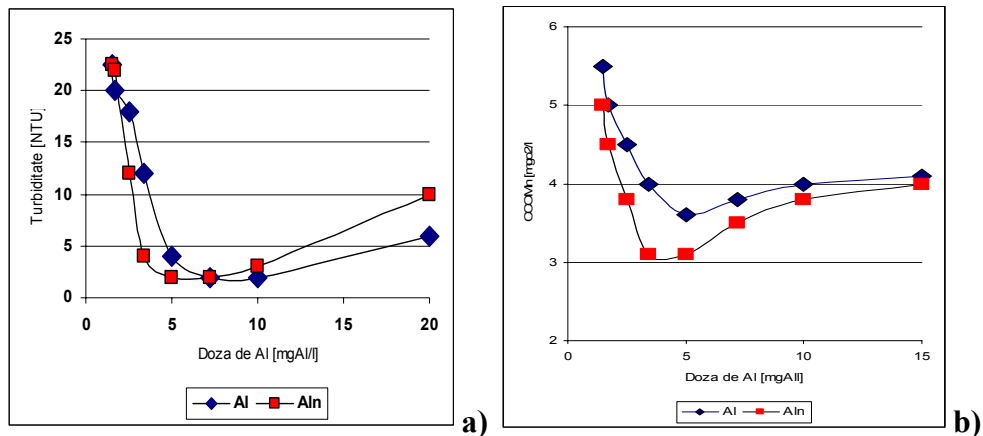 25
20
15
10
5
0
Turbiditate [NTU]
0 5 10 15 20
Doza de Al [mgAl/l]
Al Aln
a)
6
5
4
3
2
CCOMn [mgo2/l
0 5 10 15
Doza de Al [mgAll]
Al Aln
b)